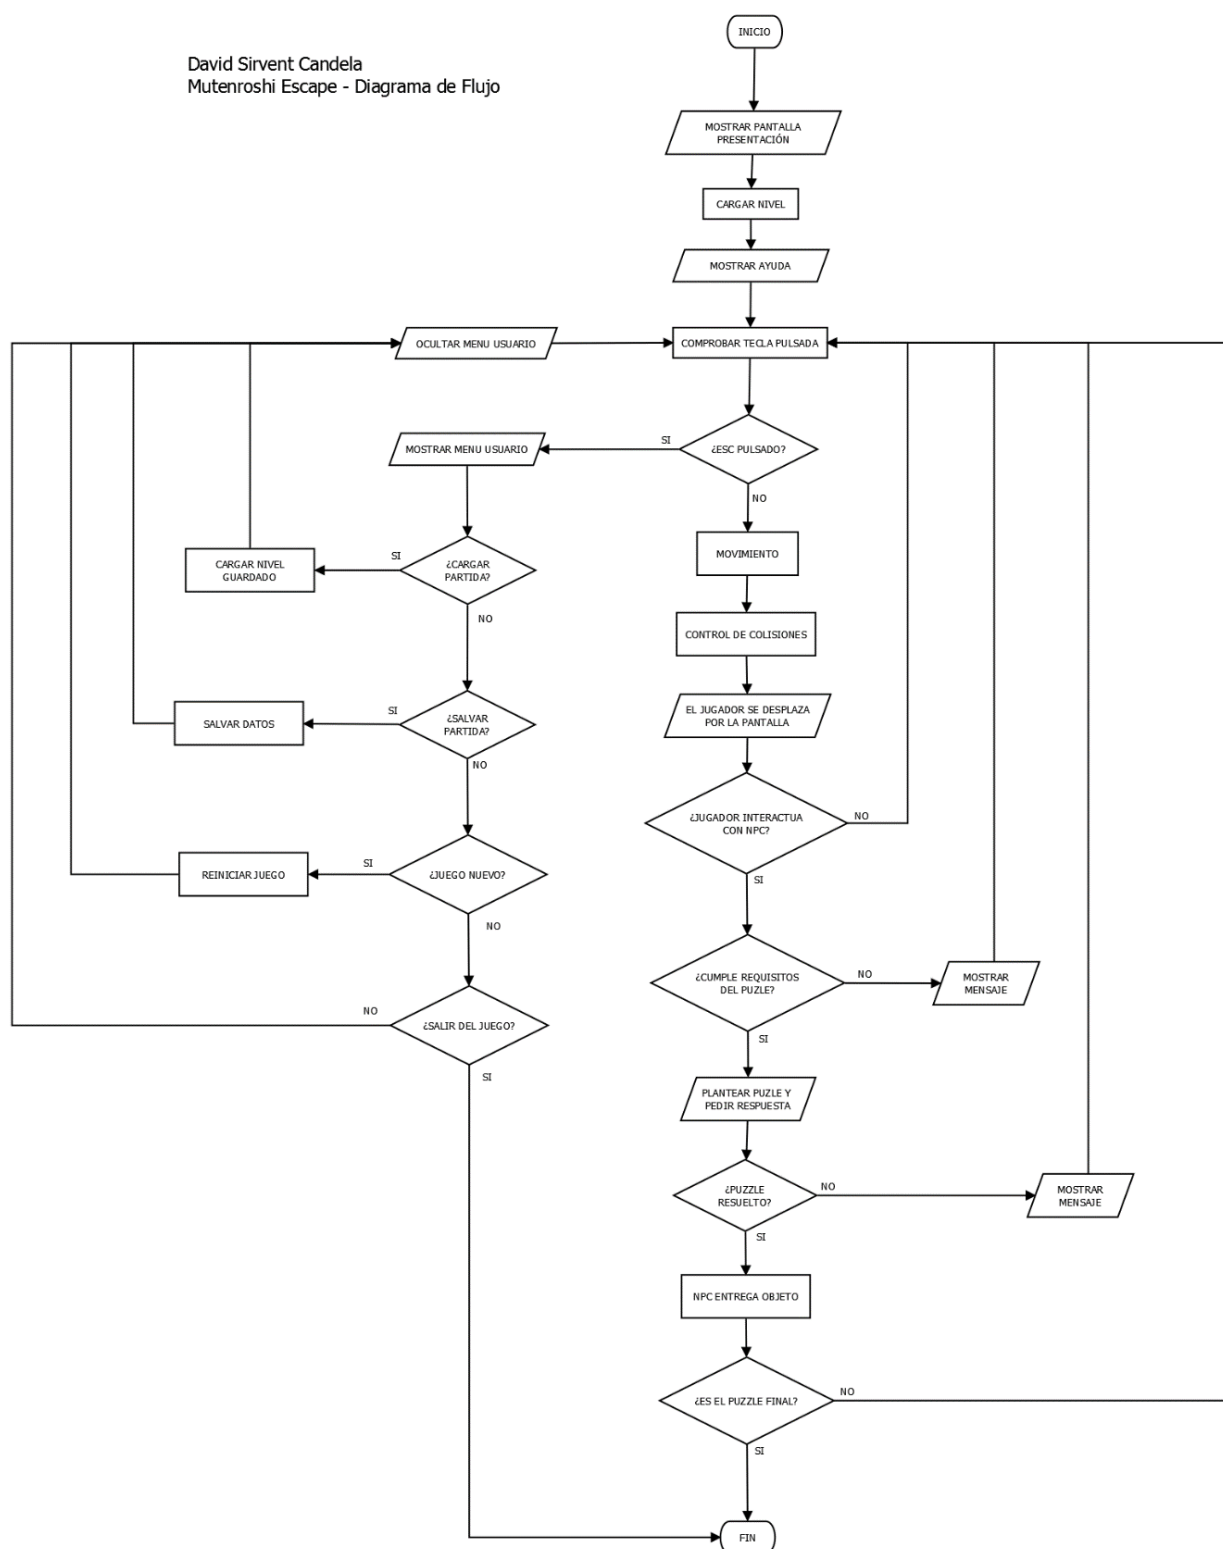 INICIO
David Sirvent Candela
Mutenroshi Escape - Diagrama de Flujo
MOSTRAR PANTALLA
PRESENTACIÓN
CARGAR NIVEL
MOSTRAR AYUDA
OCULTAR MENU USUARIO
COMPROBAR TECLA PULSADA
MOSTRAR MENU USUARIO
SI
¿ESC PULSADO?
NO
CARGAR NIVEL
GUARDADO
SI
¿CARGAR
PARTIDA?
NO
MOVIMIENTO
CONTROL DE COLISIONES
SALVAR DATOS
SI
¿SALVAR
PARTIDA?
NO
EL JUGADOR SE DESPLAZA
POR LA PANTALLA
¿JUGADOR INTERACTUA
CON NPC?
NO
SI
REINICIAR JUEGO
SI
¿JUEGO NUEVO?
NO
¿CUMPLE REQUISITOS
DEL PUZLE?
NO
MOSTRAR
MENSAJE
SI
NO
¿SALIR DEL JUEGO?
SI
PLANTEAR PUZLE Y
PEDIR RESPUESTA
¿PUZZLE
RESUELTO?
NO
MOSTRAR
MENSAJE
SI
NPC ENTREGA OBJETO
¿ES EL PUZZLE FINAL?
NO
SI
FIN